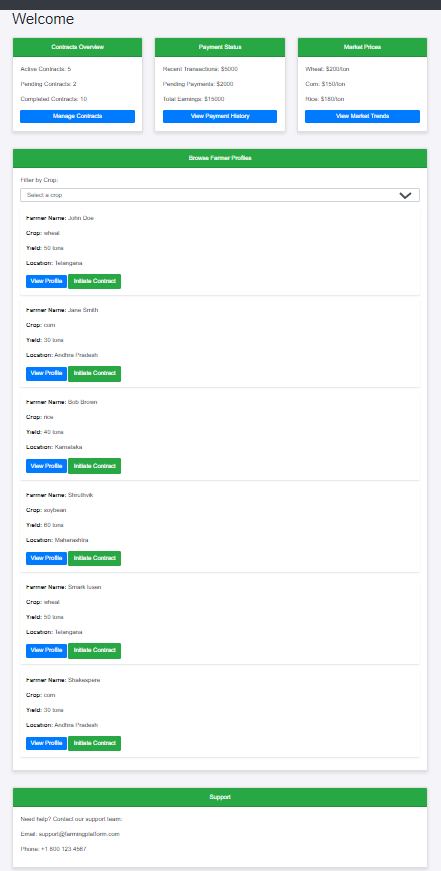 Welcome
Contracts Overview
Active Contracts: 5
Pending Contracts: 2
Completed Contracts: 10
Manage Contracts
Payment Status
Recent Transactions: $5000
Pending Payments: $2000
Total Earnings: $15000
View Payment History
Market Prices
Wheat: $200/ton
Corn: $150/ton
Rice: $180/ton
View Market Trends
Browse Farmer Profiles
Filter by Crop:
Select a crop
Farmer Name: John Doe
Crop: wheat
Yield: 50 tons
Location: Telangana
View Profile Initiate Contract
Farmer Name: Jane Smith
Crop: corn
Yield: 30 tons
Location: Andhra Pradesh
View Profile Initiate Contract
Farmer Name: Bob Brown
Crop: rice
Yield: 40 tons
Location: Karnataka
View Profile Initiate Contract
Farmer Name: Shruthvik
Crop: soybean
Yield: 60 tons
Location: Maharashtra
View Profile Initiate Contract
Farmer Name: Smark tusen
Crop: wheat
Yield: 50 tons
Location: Telangana
View Profile Initiate Contract
Farmer Name: Shakespere
Crop: corn
Yield: 30 tons
Location: Andhra Pradesh
View Profile Initiate Contract
Support
Need help? Contact our support team:
Email: support@farmingplatform.com
Phone: +1 800 123 4567